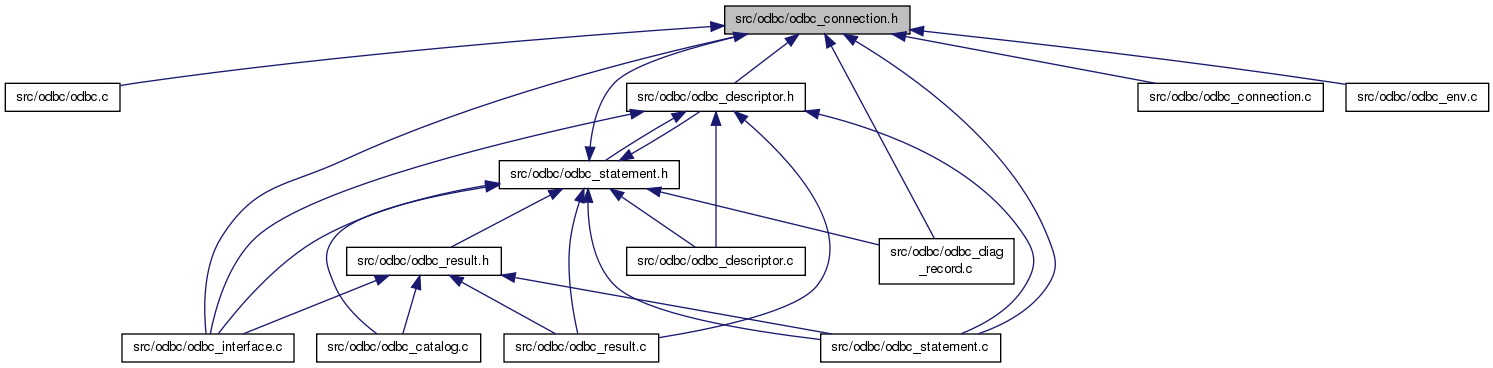 src/odbc/odbc_connection.h
src/odbc/odbc.c
src/odbc/odbc_descriptor.h
src/odbc/odbc_connection.c
src/odbc/odbc_env.c
src/odbc/odbc_statement.h
src/odbc/odbc_result.h
src/odbc/odbc_descriptor.c
src/odbc/odbc_diag
_record.c
src/odbc/odbc_interface.c
src/odbc/odbc_catalog.c
src/odbc/odbc_result.c
src/odbc/odbc_statement.c